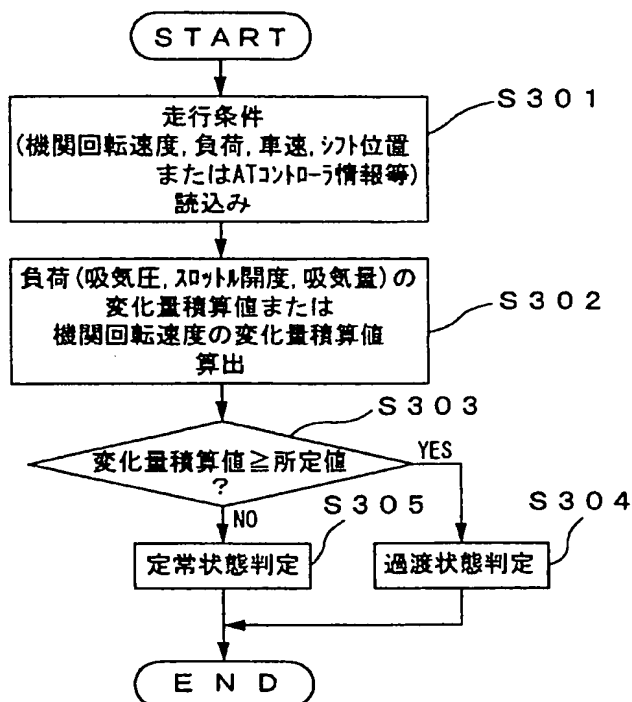 START
S301
走行条件
(機関回転速度,負荷,車速,ｼﾌﾄ位置
またはATｺﾝﾄﾛｰﾗ情報等)
読込み
負荷(吸気圧,ｽﾛｯﾄﾙ開度,吸気量)の
変化量積算値または
機関回転速度の変化量積算値
算出
S302
S303
変化量積算値≧所定値
?
YES
NO
S305
S304
定常状態判定
過渡状態判定
END